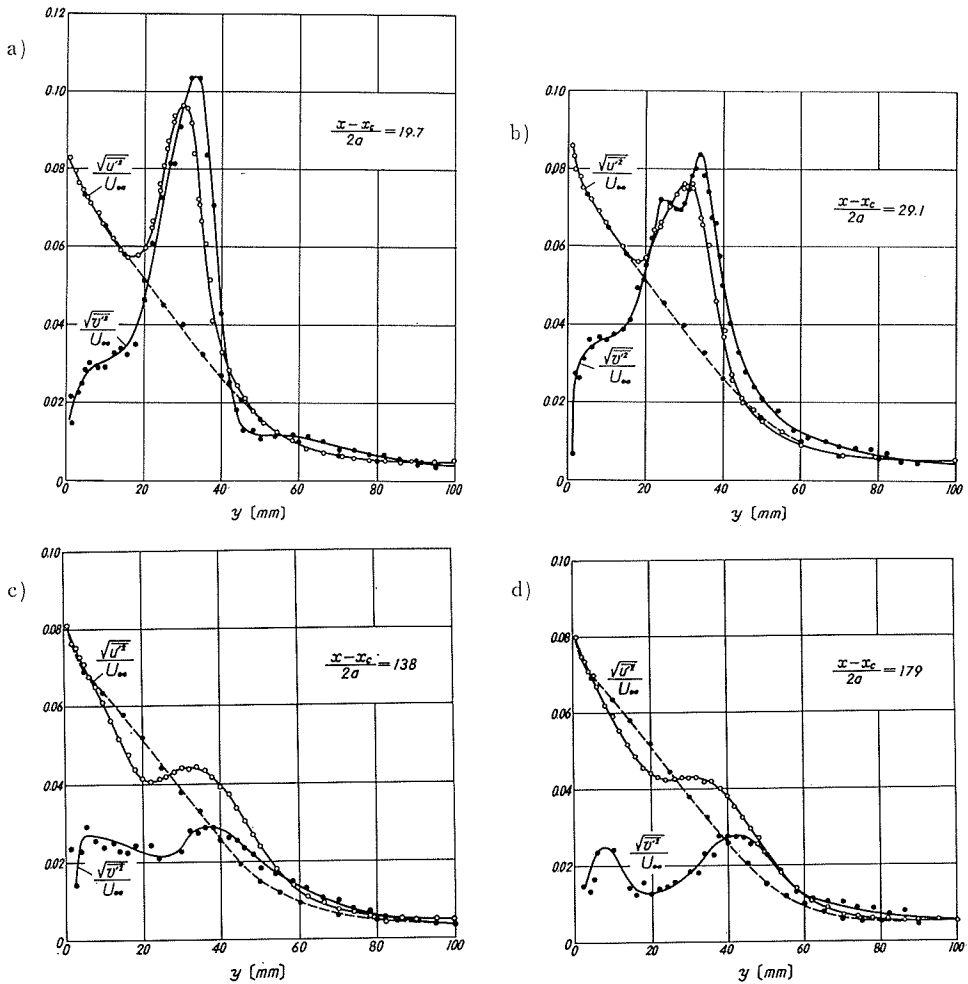 a)
0.12
0.10
0.08
0.06
0.04
0.02
0
√u'² / U∞
√v'² / U∞
x−x_c / 2a = 19.7
0 20 40 60 80 100
y [mm]
b)
0.10
0.08
0.06
0.04
0.02
0
√u'² / U∞
√v'² / U∞
x−x_c / 2a = 29.1
0 20 40 60 80 100
y [mm]
c)
0.10
0.08
0.06
0.04
0.02
0
√u'² / U∞
√v'² / U∞
x−x_c / 2a = 138
0 20 40 60 80 100
y [mm]
d)
0.10
0.08
0.06
0.04
0.02
0
√u'² / U∞
√v'² / U∞
x−x_c / 2a = 179
0 20 40 60 80 100
y [mm]